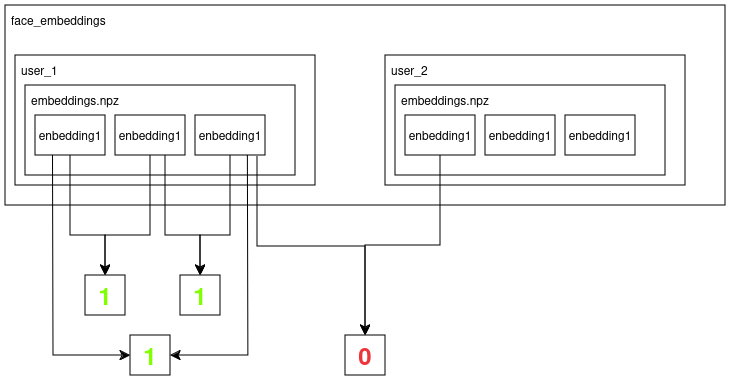 face_embeddings
user_1
user_2
embeddings.npz
embeddings.npz
enbedding1
enbedding1
enbedding1
enbedding1
enbedding1
enbedding1
1
1
1
0